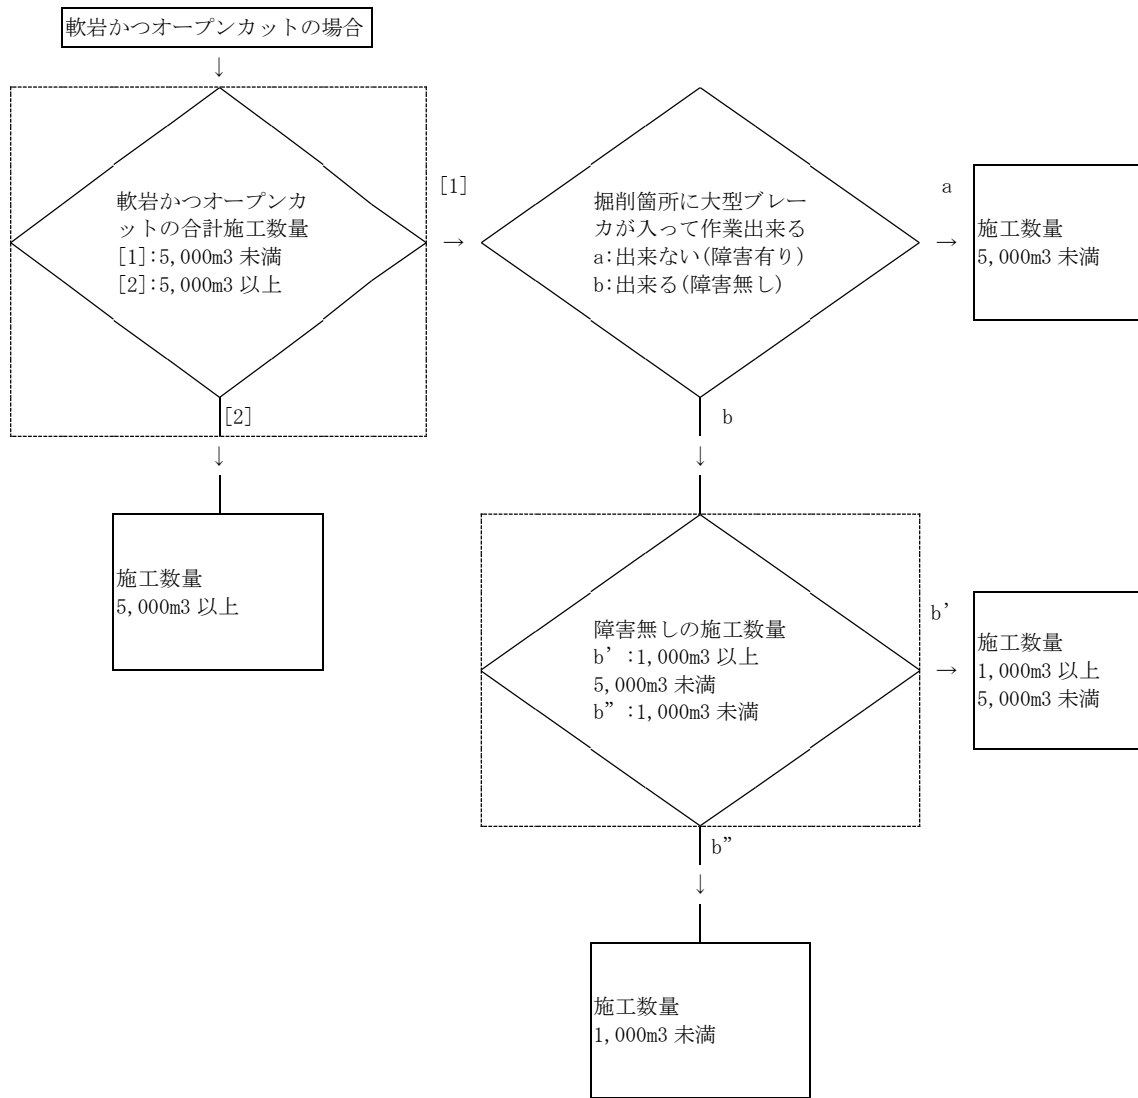 軟岩かつオープンカットの場合
↓
軟岩かつオープンカ
ットの合計施工数量
[1]:5,000m3 未満
[2]:5,000m3 以上
[1]
→
掘削箇所に大型ブレー
カが入って作業出来る
a:出来ない(障害有り)
b:出来る(障害無し)
a
→
施工数量
5,000m3 未満
[2]
↓
施工数量
5,000m3 以上
b
↓
障害無しの施工数量
b’:1,000m3 以上
5,000m3 未満
b”:1,000m3 未満
b’
→
施工数量
1,000m3 以上
5,000m3 未満
b”
↓
施工数量
1,000m3 未満